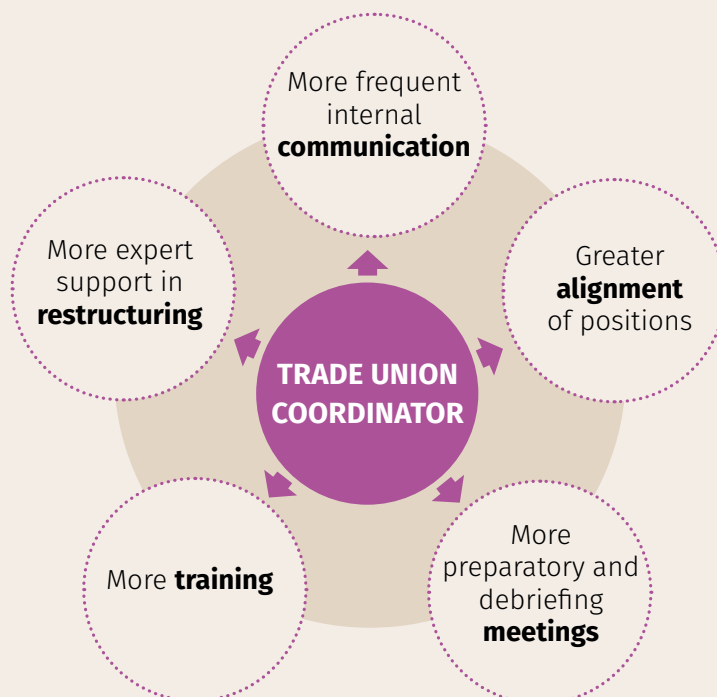 More frequent
internal
communication
Greater
alignment
of positions
More expert
support in
restructuring
TRADE UNION
COORDINATOR
More training
More
preparatory and
debriefing
meetings